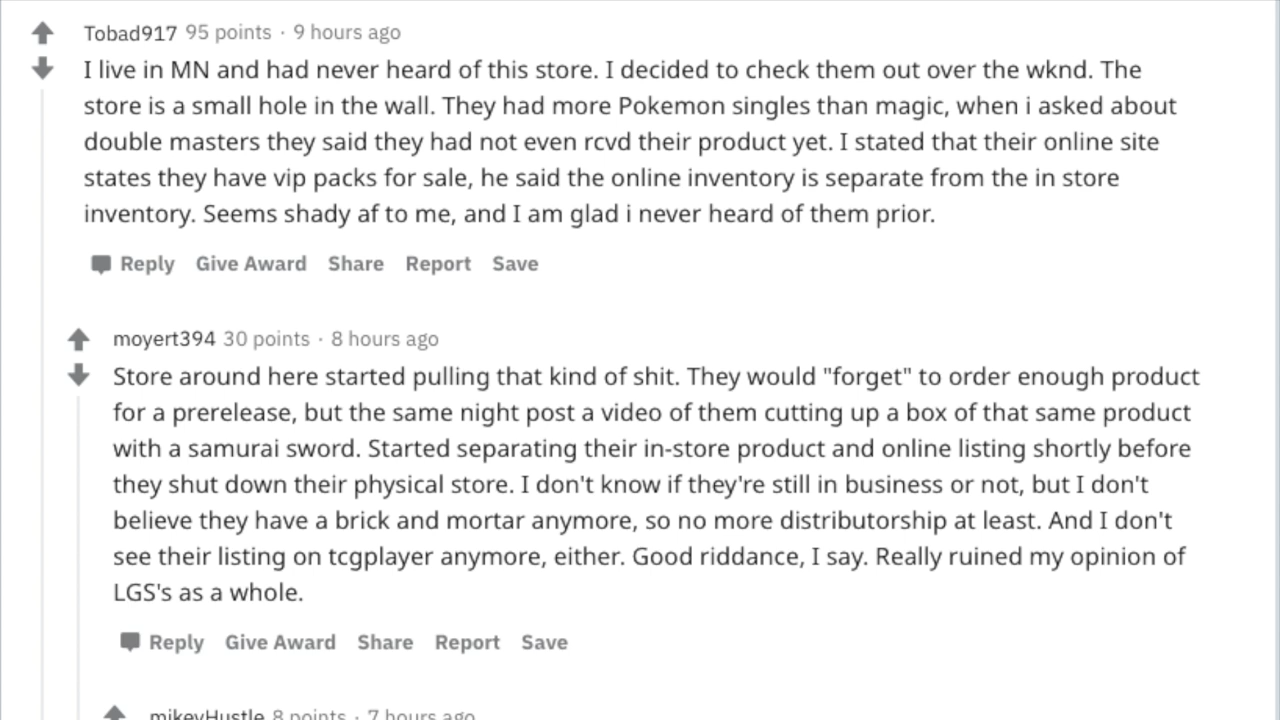 Tobad917 95 points · 9 hours ago
I live in MN and had never heard of this store. I decided to check them out over the wknd. The
store is a small hole in the wall. They had more Pokemon singles than magic, when i asked about
double masters they said they had not even rcvd their product yet. I stated that their online site
states they have vip packs for sale, he said the online inventory is separate from the in store
inventory. Seems shady af to me, and I am glad i never heard of them prior.
Reply Give Award Share Report Save
moyert394 30 points · 8 hours ago
Store around here started pulling that kind of shit. They would "forget" to order enough product
for a prerelease, but the same night post a video of them cutting up a box of that same product
with a samurai sword. Started separating their in-store product and online listing shortly before
they shut down their physical store. I don't know if they're still in business or not, but I don't
believe they have a brick and mortar anymore, so no more distributorship at least. And I don't
see their listing on tcgplayer anymore, either. Good riddance, I say. Really ruined my opinion of
LGS's as a whole.
Reply Give Award Share Report Save
mikeyHustle 8 points · 7 hours ago